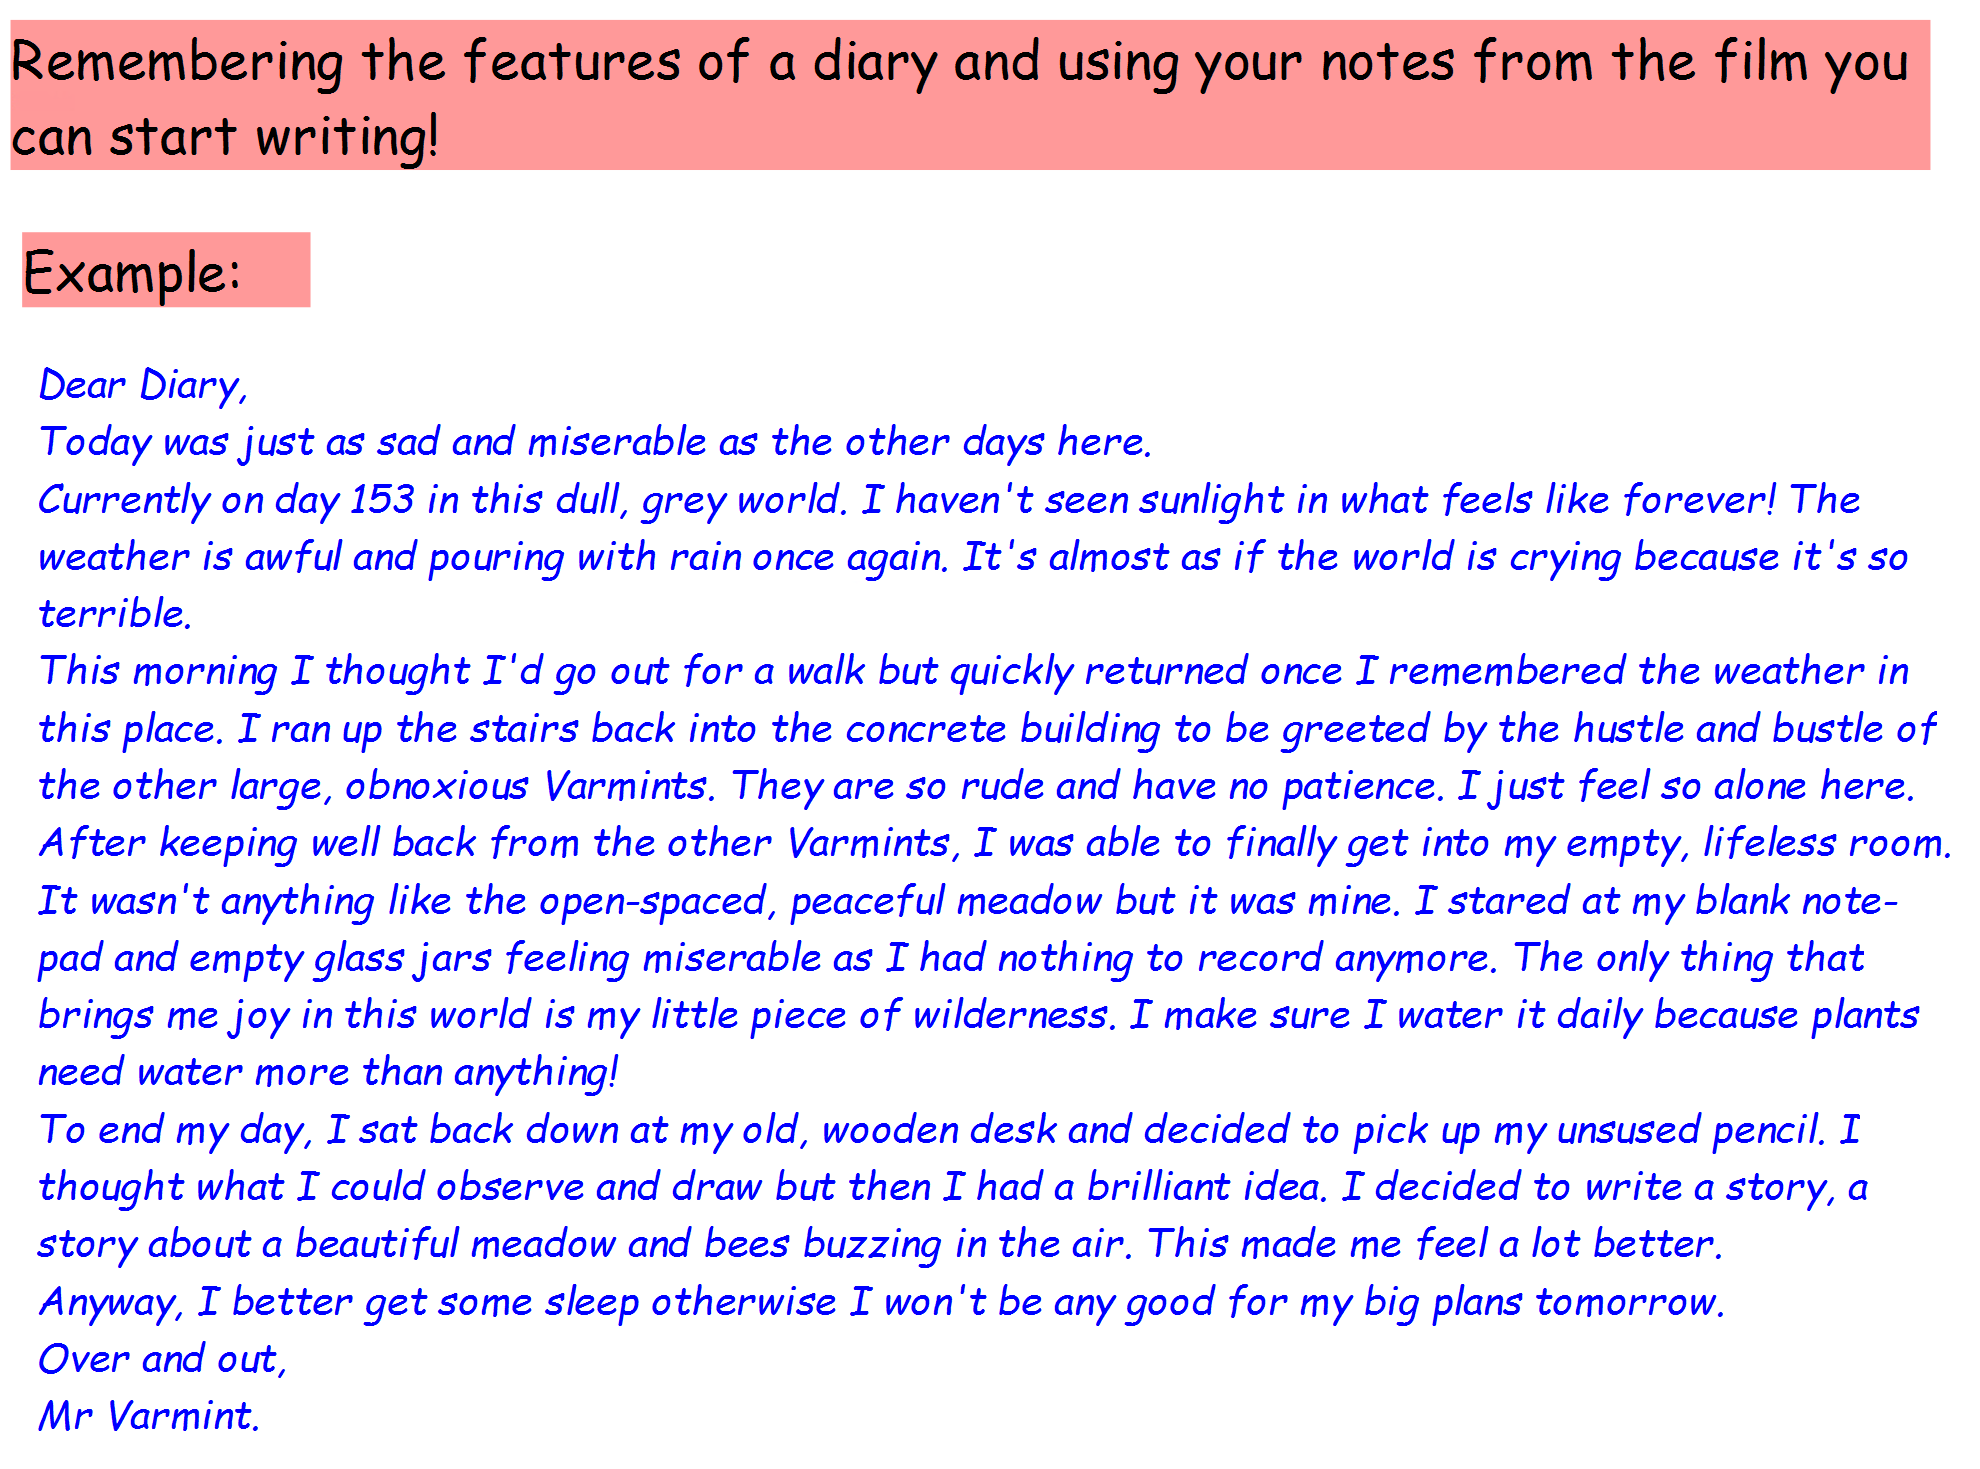 Remembering the features of a diary and using your notes from the film you
can start writing!
Example:
Dear Diary,
Today was just as sad and miserable as the other days here.
Currently on day 153 in this dull, grey world. I haven't seen sunlight in what feels like forever! The
weather is awful and pouring with rain once again. It's almost as if the world is crying because it's so
terrible.
This morning I thought I'd go out for a walk but quickly returned once I remembered the weather in
this place. I ran up the stairs back into the concrete building to be greeted by the hustle and bustle of
the other large, obnoxious Varmints. They are so rude and have no patience. I just feel so alone here.
After keeping well back from the other Varmints, I was able to finally get into my empty, lifeless room.
It wasn't anything like the open-spaced, peaceful meadow but it was mine. I stared at my blank note-
pad and empty glass jars feeling miserable as I had nothing to record anymore. The only thing that
brings me joy in this world is my little piece of wilderness. I make sure I water it daily because plants
need water more than anything!
To end my day, I sat back down at my old, wooden desk and decided to pick up my unsused pencil. I
thought what I could observe and draw but then I had a brilliant idea. I decided to write a story, a
story about a beautiful meadow and bees buzzing in the air. This made me feel a lot better.
Anyway, I better get some sleep otherwise I won't be any good for my big plans tomorrow.
Over and out,
Mr Varmint.